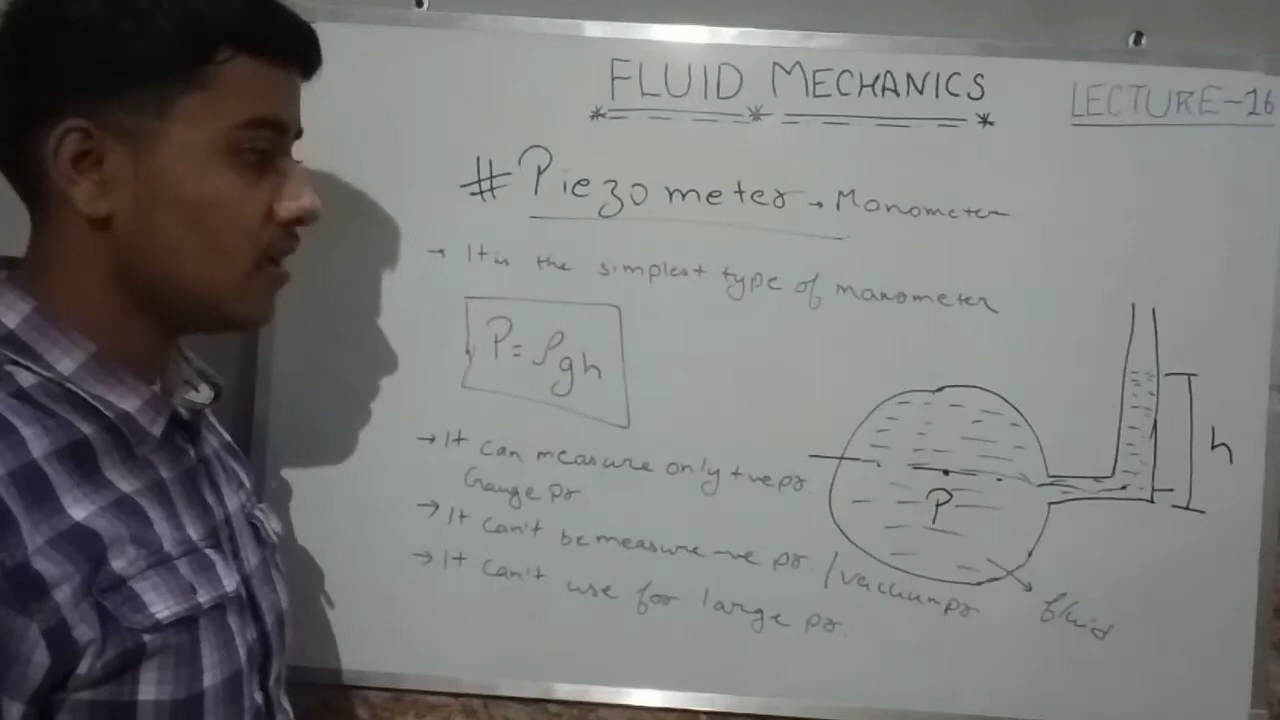 FLUID MECHANICS
LECTURE-16
# Piezometer → Monometer
→ It is the simplest type of manometer
P = ρgh
→ It can measure only +ve pr
Gauge pr
→ It can't be measure -ve pr / vaccum pr
→ It can't use for large pr.
P
h
fluid